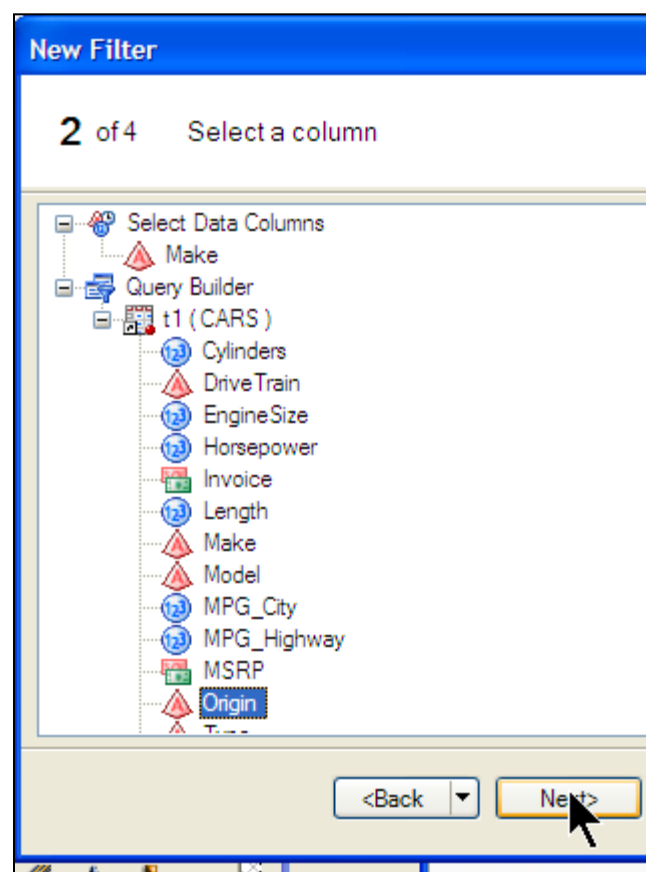 New Filter
2 of 4 Select a column
Select Data Columns
Make
Query Builder
t1 ( CARS )
Cylinders
DriveTrain
EngineSize
Horsepower
Invoice
Length
Make
Model
MPG_City
MPG_Highway
MSRP
Origin
<Back Next>